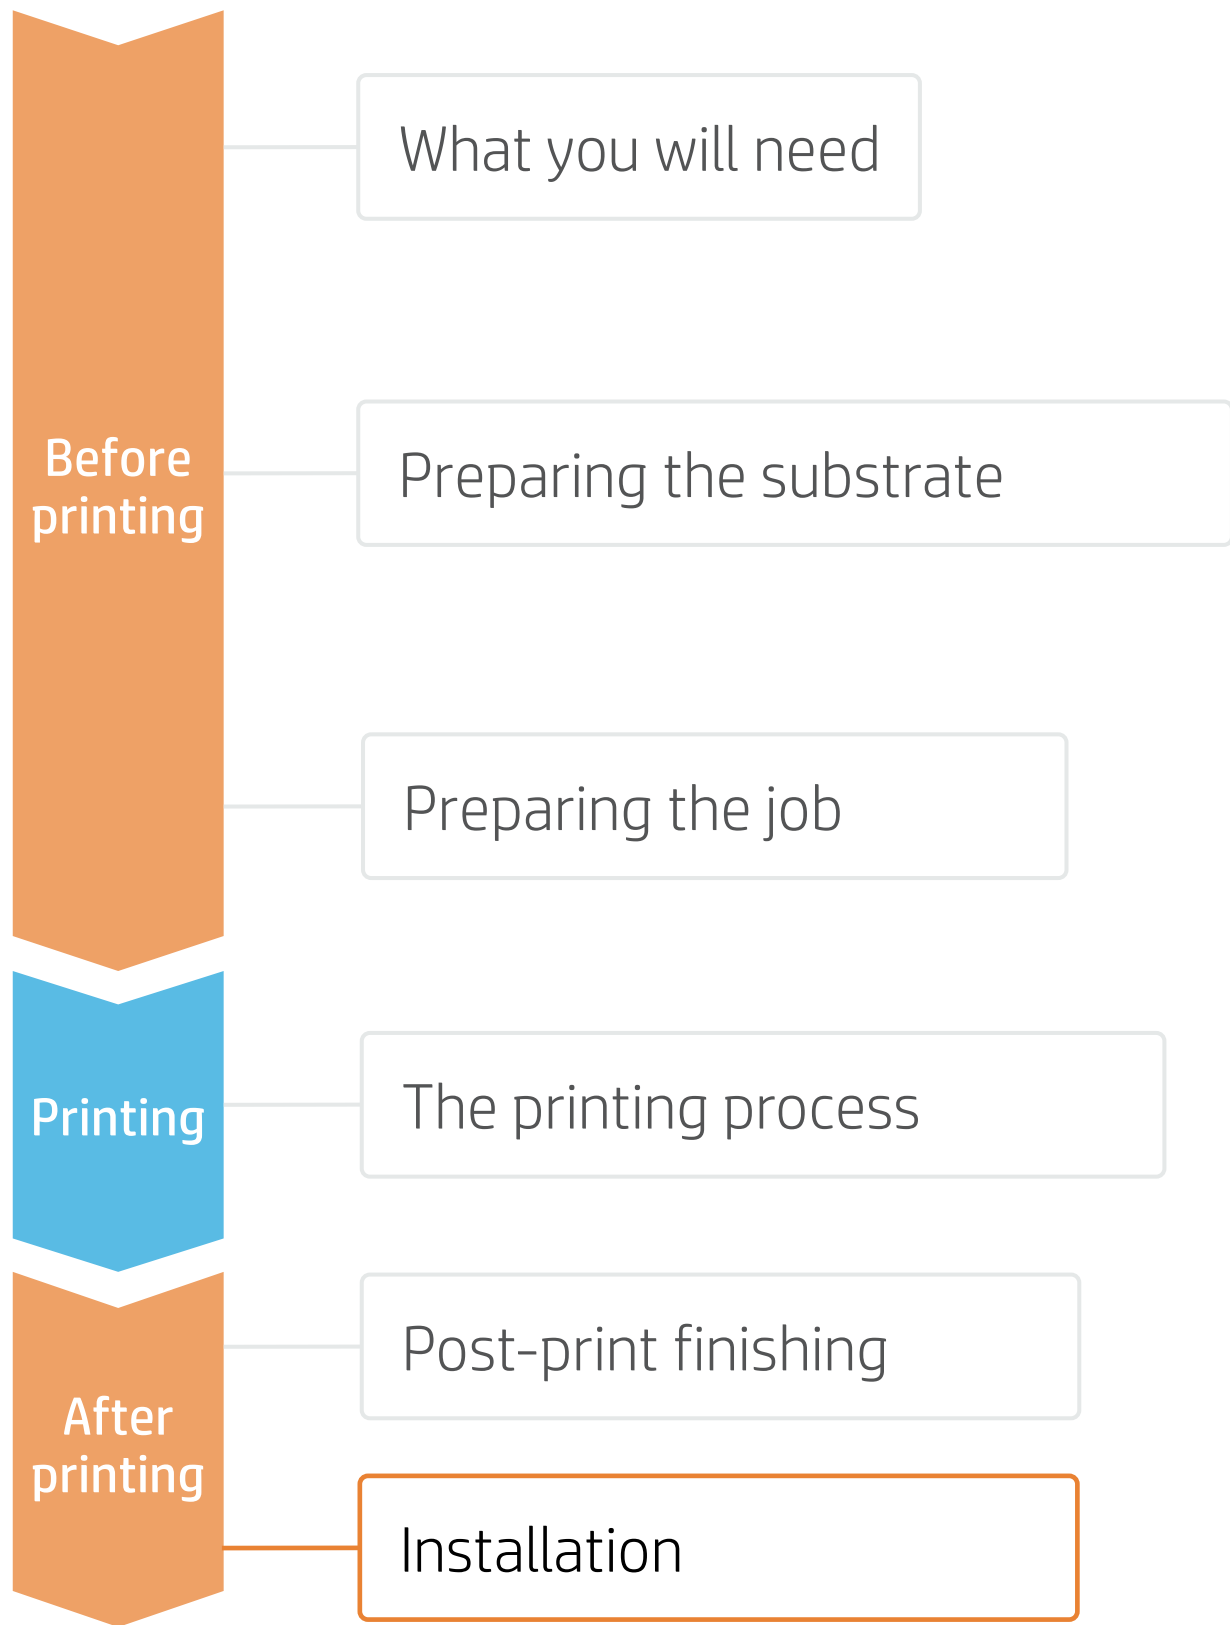 What you will need
Before
printing
Preparing the substrate
Preparing the job
Printing
The printing process
After
printing
Post-print finishing
Installation